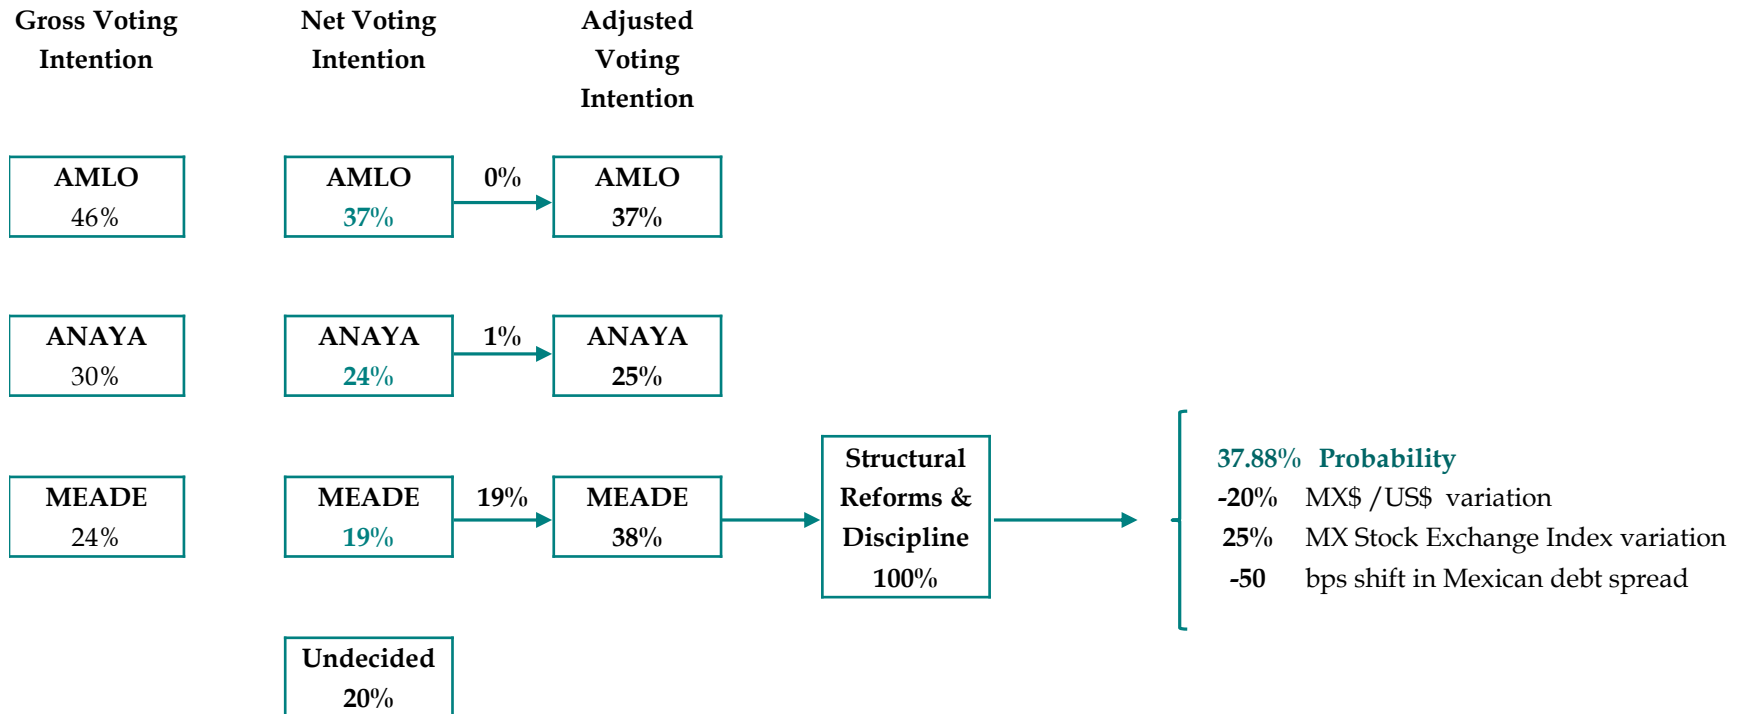 Gross Voting
Intention
Net Voting
Intention
Adjusted
Voting
Intention
AMLO
46%
AMLO
37%
0%
AMLO
37%
ANAYA
30%
ANAYA
24%
1%
ANAYA
25%
MEADE
24%
MEADE
19%
19%
MEADE
38%
Structural
Reforms &
Discipline
100%
37.88% Probability
-20% MX$ /US$ variation
25% MX Stock Exchange Index variation
-50 bps shift in Mexican debt spread
Undecided
20%